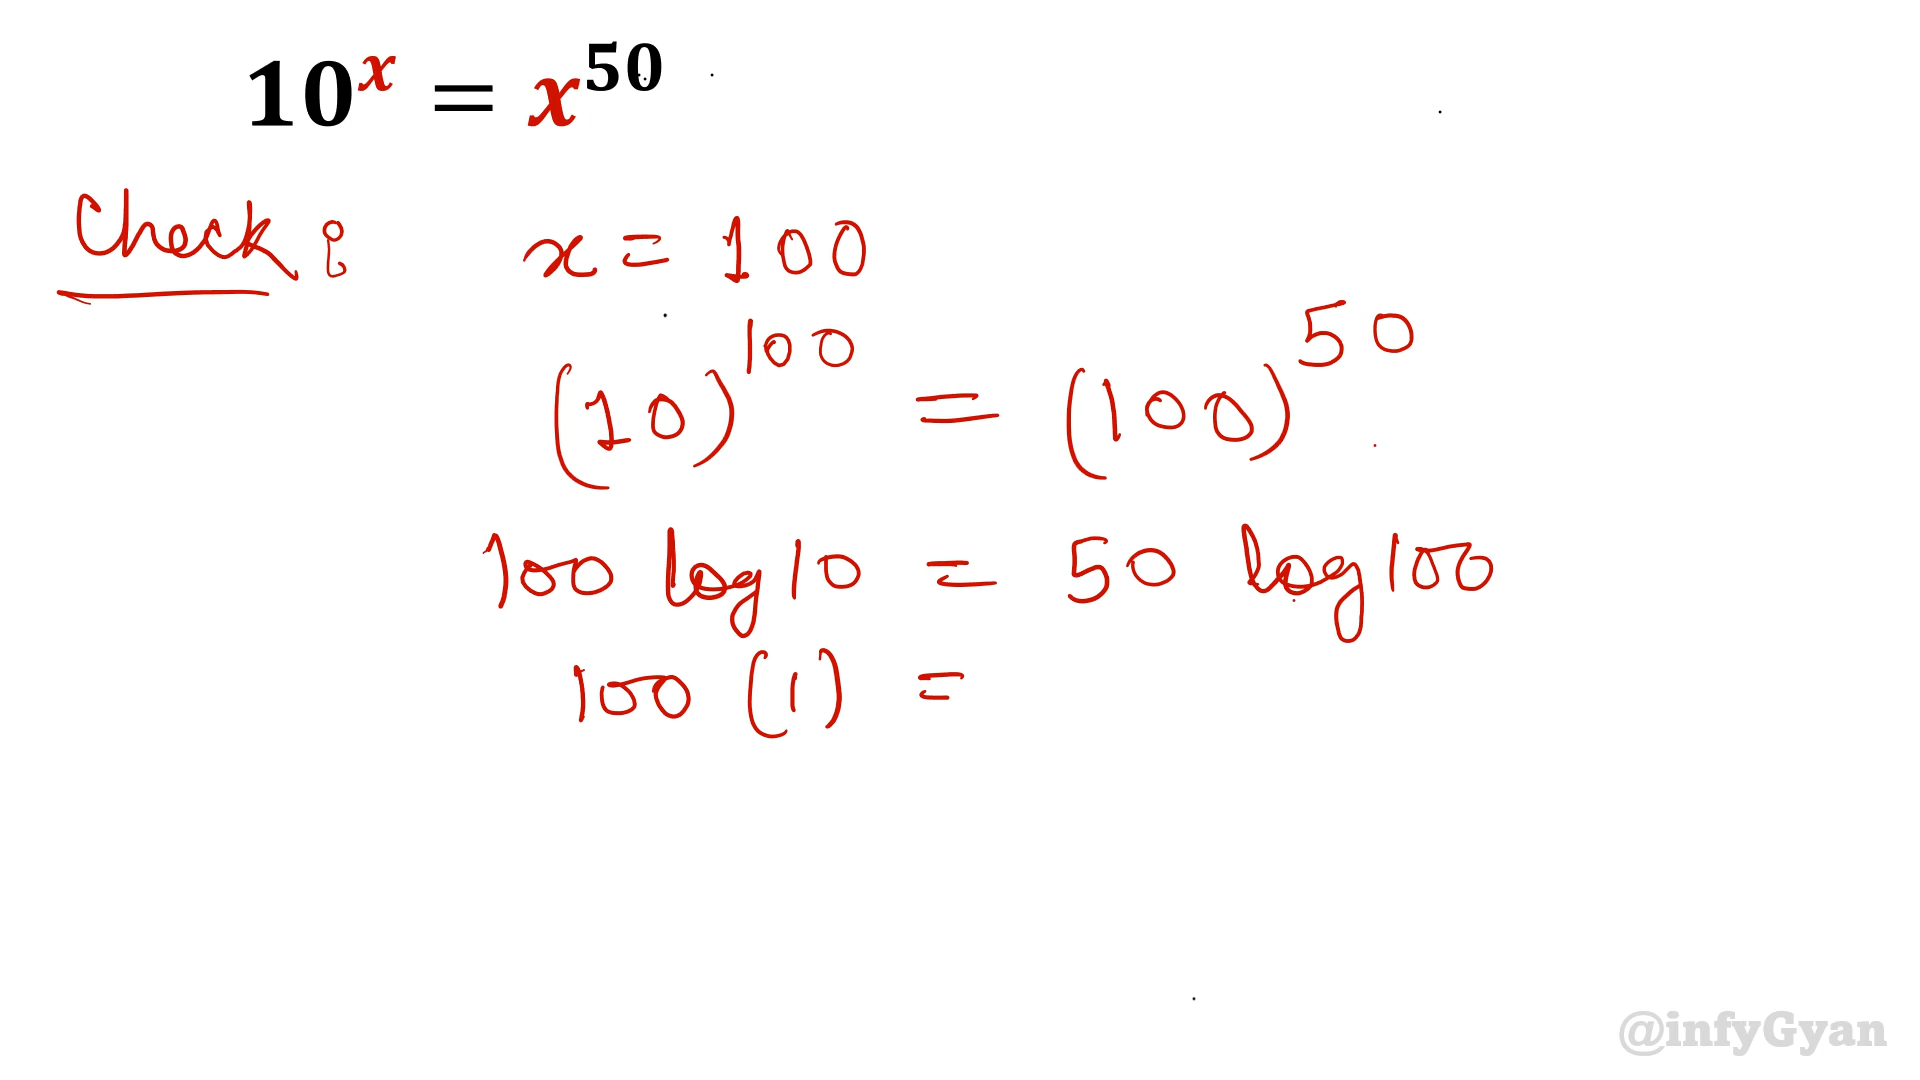 10^x = x^50
Check :
x = 100
(10)^100 = (100)^50
100 log 10 = 50 log 100
100 (1) =
@infyGyan